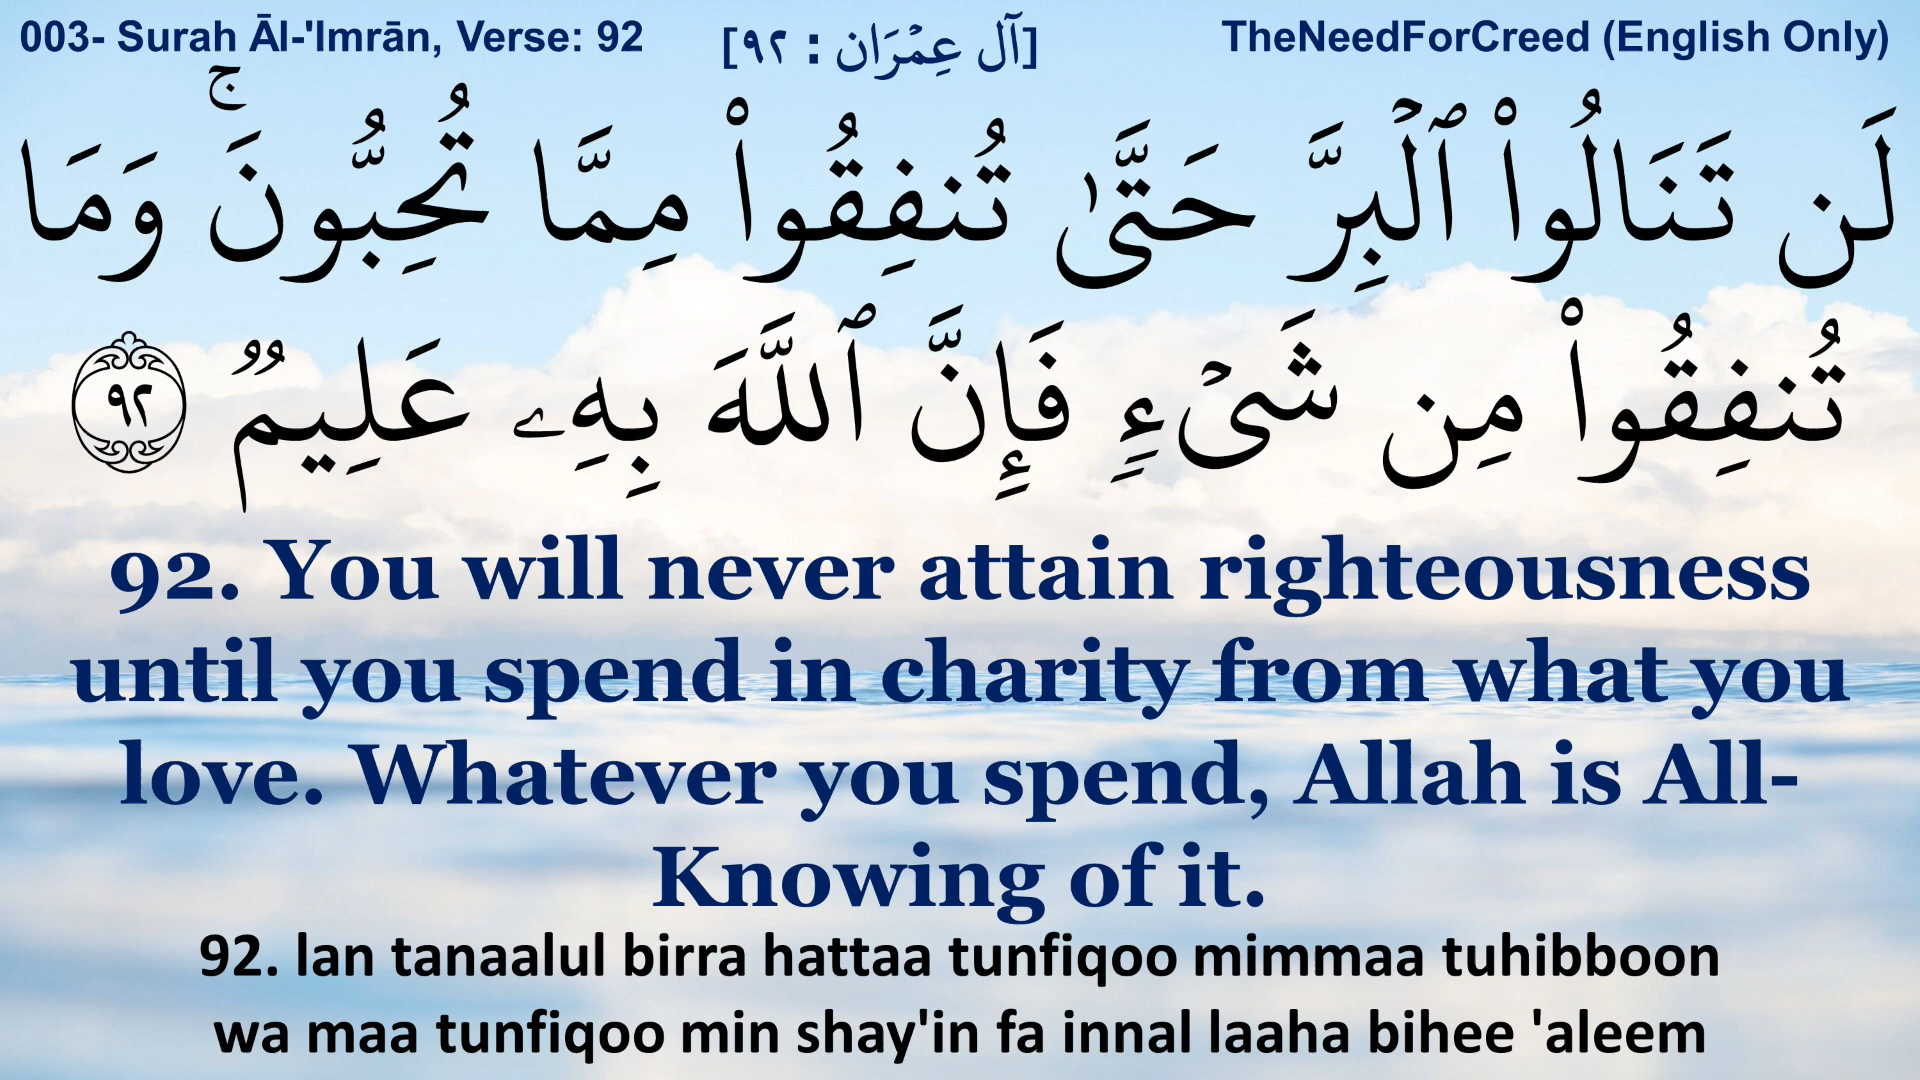 003- Surah Āl-'Imrān, Verse: 92
[آل عِمْرَان : ٩٢]
TheNeedForCreed (English Only)
لَن تَنَالُوا۟ ٱلْبِرَّ حَتَّىٰ تُنفِقُوا۟ مِمَّا تُحِبُّونَ ۚ وَمَا
تُنفِقُوا۟ مِن شَىْءٍ فَإِنَّ ٱللَّهَ بِهِۦ عَلِيمٌ ٩٢
92. You will never attain righteousness
until you spend in charity from what you
love. Whatever you spend, Allah is All-
Knowing of it.
92. lan tanaalul birra hattaa tunfiqoo mimmaa tuhibboon
wa maa tunfiqoo min shay'in fa innal laaha bihee 'aleem